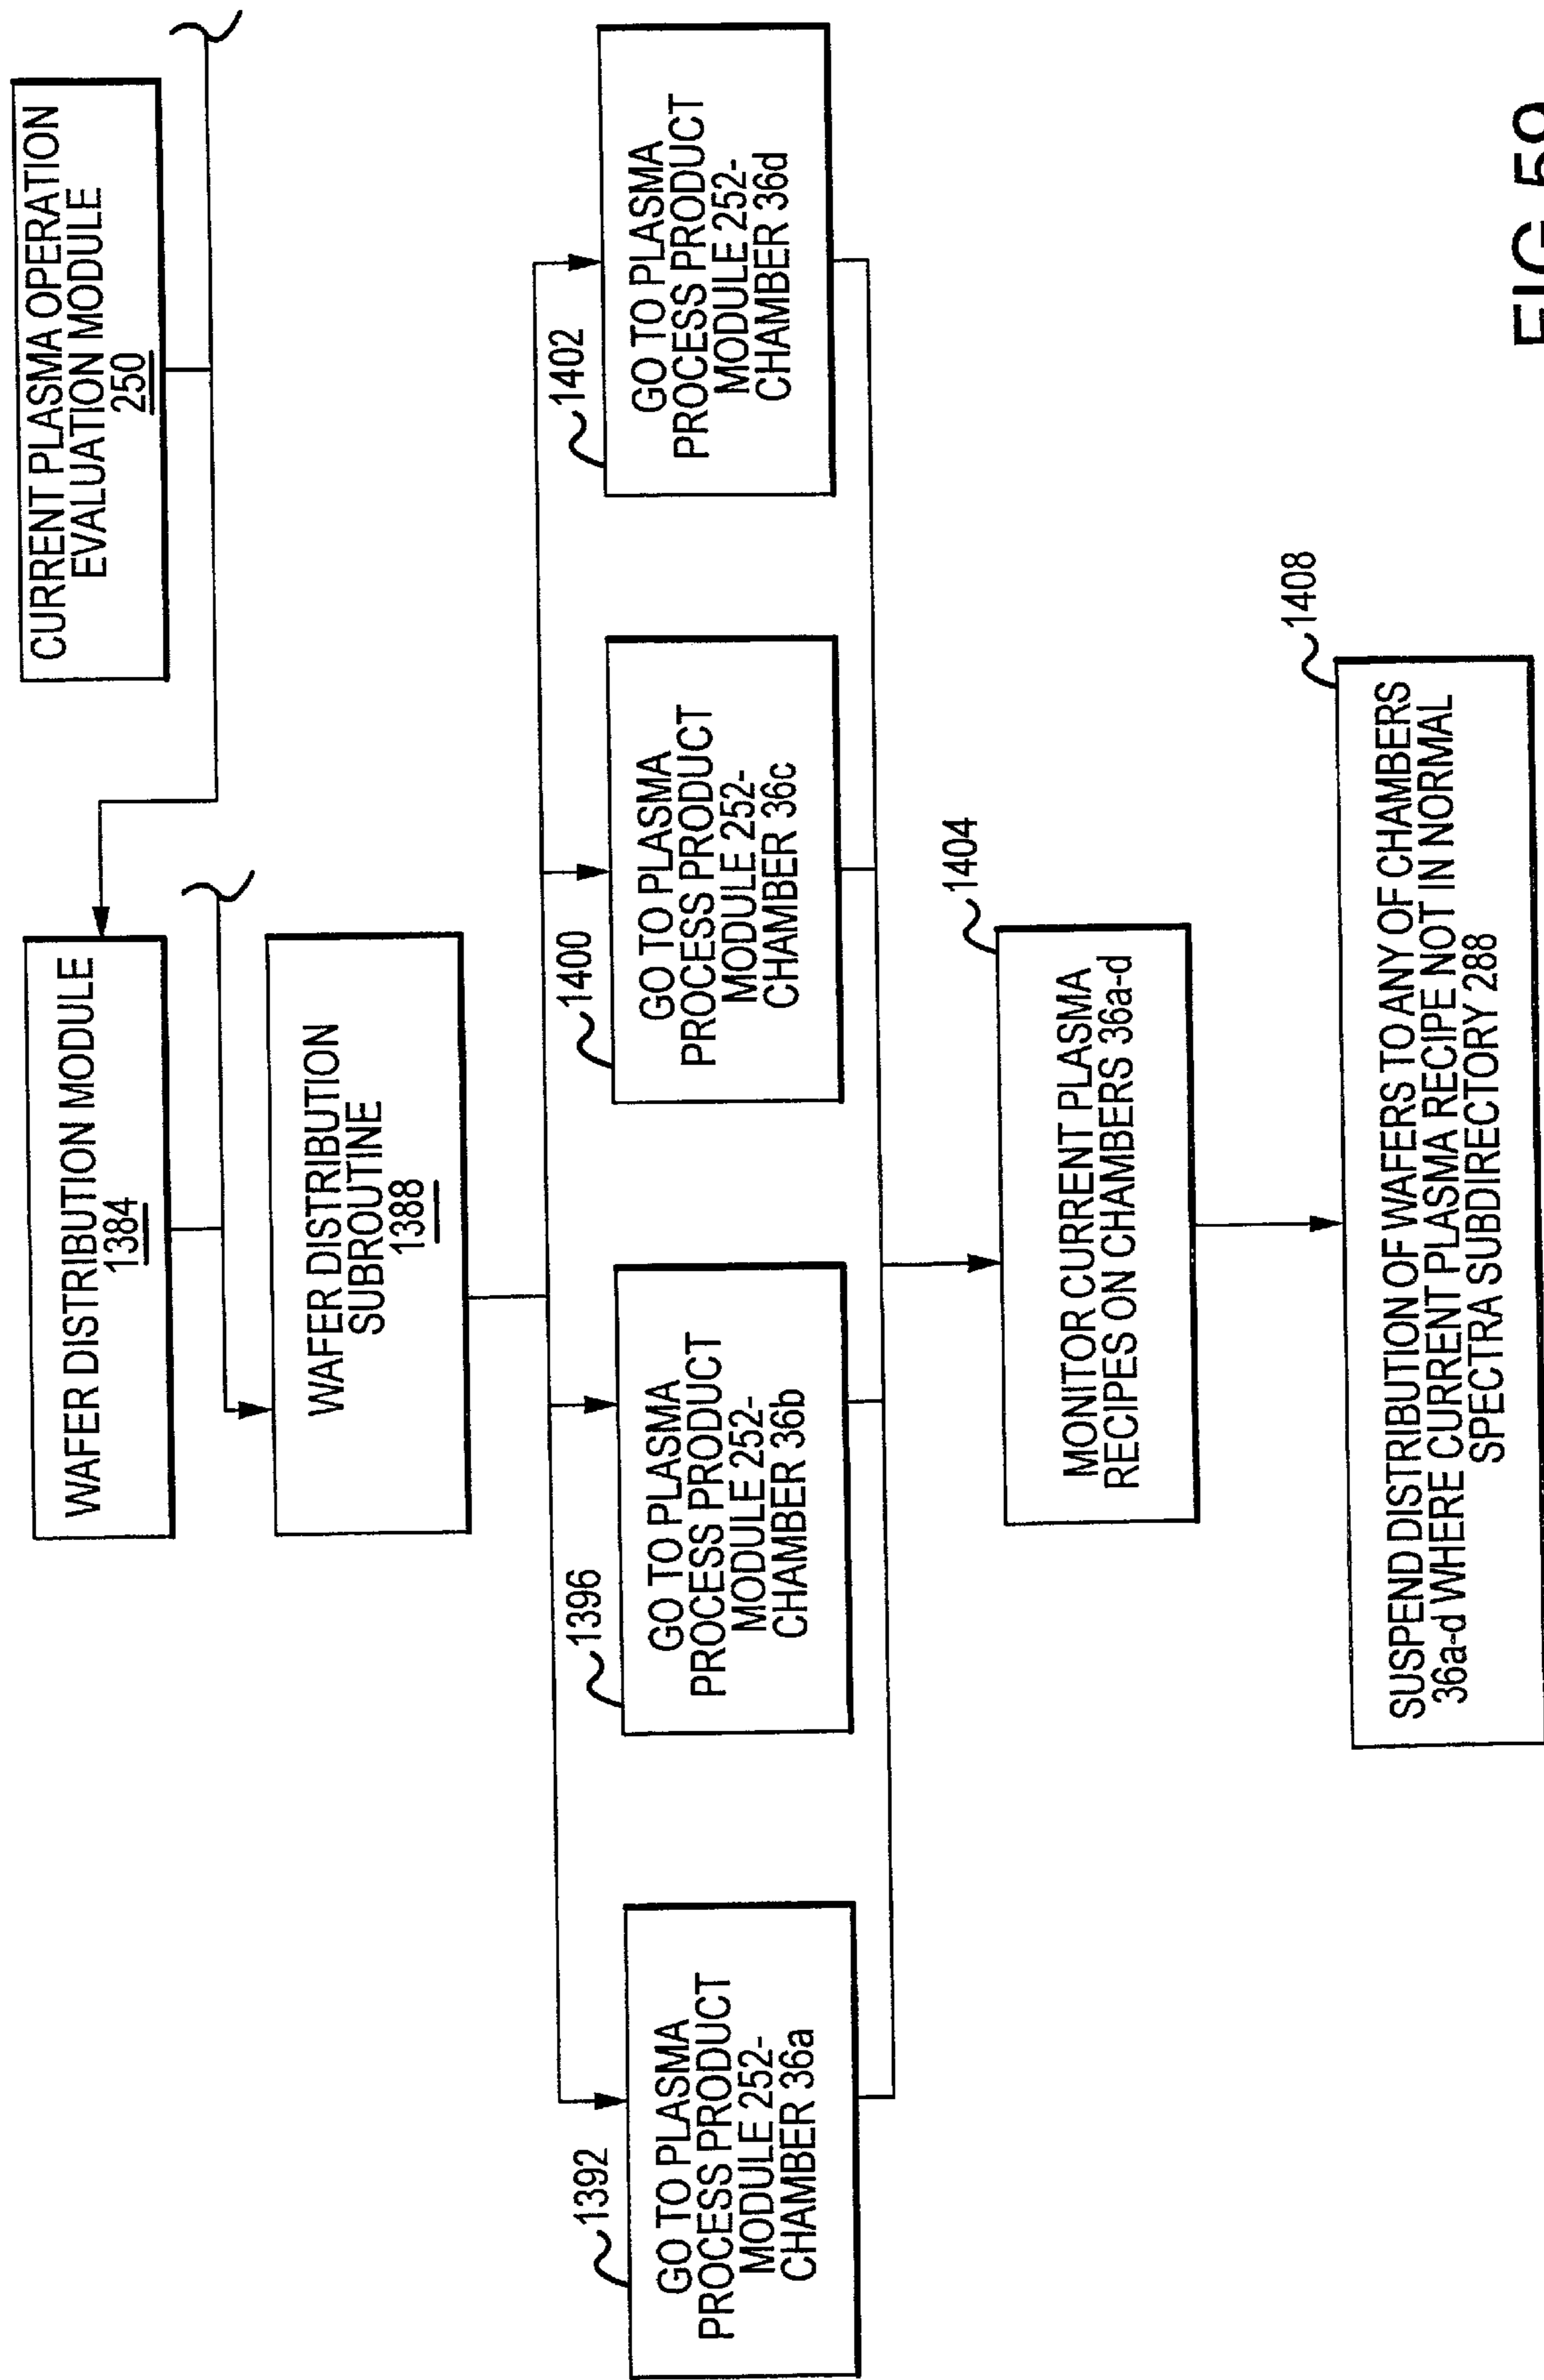 CURRENT PLASMA OPERATION
EVALUATION MODULE
250
WAFER DISTRIBUTION MODULE
1384
WAFER DISTRIBUTION
SUBROUTINE
1388
1392
GO TO PLASMA
PROCESS PRODUCT
MODULE 252-
CHAMBER 36a
1396
GO TO PLASMA
PROCESS PRODUCT
MODULE 252-
CHAMBER 36b
1400
GO TO PLASMA
PROCESS PRODUCT
MODULE 252-
CHAMBER 36c
1402
GO TO PLASMA
PROCESS PRODUCT
MODULE 252-
CHAMBER 36d
1404
MONITOR CURRENT PLASMA
RECIPES ON CHAMBERS 36a-d
1408
SUSPEND DISTRIBUTION OF WAFERS TO ANY OF CHAMBERS
36a-d WHERE CURRENT PLASMA RECIPE NOT IN NORMAL
SPECTRA SUBDIRECTORY 288
FIG.59